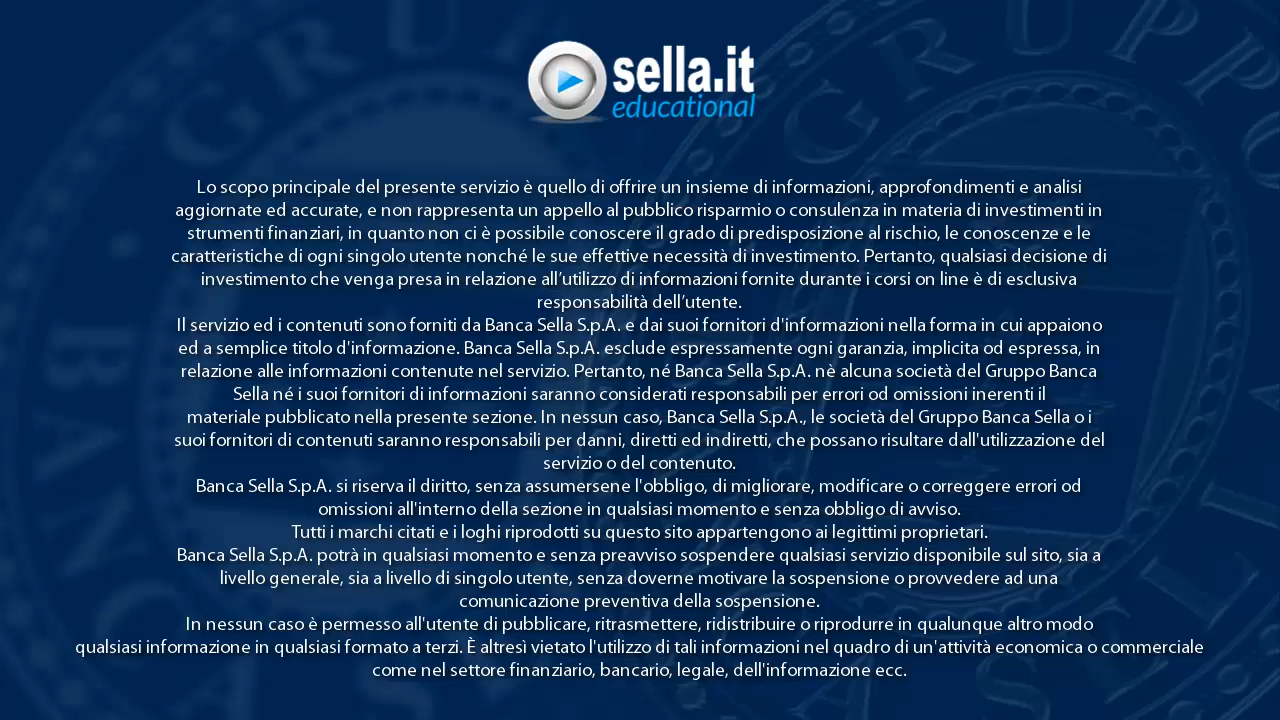 sella.it
educational
Lo scopo principale del presente servizio è quello di offrire un insieme di informazioni, approfondimenti e analisi
aggiornate ed accurate, e non rappresenta un appello al pubblico risparmio o consulenza in materia di investimenti in
strumenti finanziari, in quanto non ci è possibile conoscere il grado di predisposizione al rischio, le conoscenze e le
caratteristiche di ogni singolo utente nonché le sue effettive necessità di investimento. Pertanto, qualsiasi decisione di
investimento che venga presa in relazione all’utilizzo di informazioni fornite durante i corsi on line è di esclusiva
responsabilità dell’utente.
Il servizio ed i contenuti sono forniti da Banca Sella S.p.A. e dai suoi fornitori d'informazioni nella forma in cui appaiono
ed a semplice titolo d'informazione. Banca Sella S.p.A. esclude espressamente ogni garanzia, implicita od espressa, in
relazione alle informazioni contenute nel servizio. Pertanto, né Banca Sella S.p.A. nè alcuna società del Gruppo Banca
Sella né i suoi fornitori di informazioni saranno considerati responsabili per errori od omissioni inerenti il
materiale pubblicato nella presente sezione. In nessun caso, Banca Sella S.p.A., le società del Gruppo Banca Sella o i
suoi fornitori di contenuti saranno responsabili per danni, diretti ed indiretti, che possano risultare dall'utilizzazione del
servizio o del contenuto.
Banca Sella S.p.A. si riserva il diritto, senza assumersene l'obbligo, di migliorare, modificare o correggere errori od
omissioni all'interno della sezione in qualsiasi momento e senza obbligo di avviso.
Tutti i marchi citati e i loghi riprodotti su questo sito appartengono ai legittimi proprietari.
Banca Sella S.p.A. potrà in qualsiasi momento e senza preavviso sospendere qualsiasi servizio disponibile sul sito, sia a
livello generale, sia a livello di singolo utente, senza doverne motivare la sospensione o provvedere ad una
comunicazione preventiva della sospensione.
In nessun caso è permesso all'utente di pubblicare, ritrasmettere, ridistribuire o riprodurre in qualunque altro modo
qualsiasi informazione in qualsiasi formato a terzi. È altresì vietato l'utilizzo di tali informazioni nel quadro di un'attività economica o commerciale
come nel settore finanziario, bancario, legale, dell'informazione ecc.